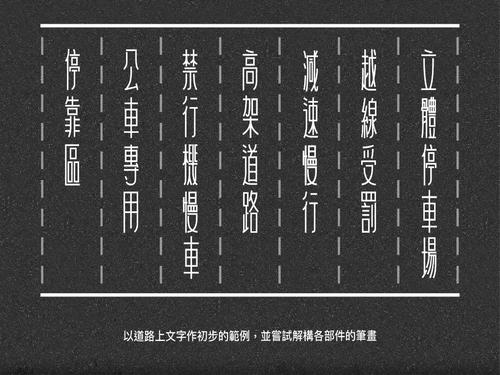 立體停車場
越線受罰
減速慢行
高架道路
禁行機慢車
公車專用
停靠區
以道路上文字作初步的範例，並嘗試解構各部件的筆畫